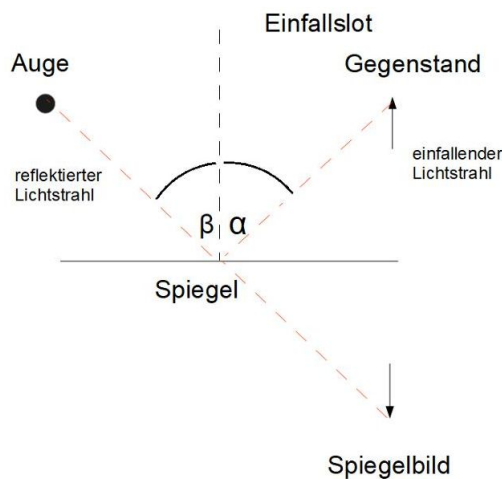 Einfallslot
Auge
Gegenstand
reflektierter
Lichtstrahl
einfallender
Lichtstrahl
β α
Spiegel
Spiegelbild